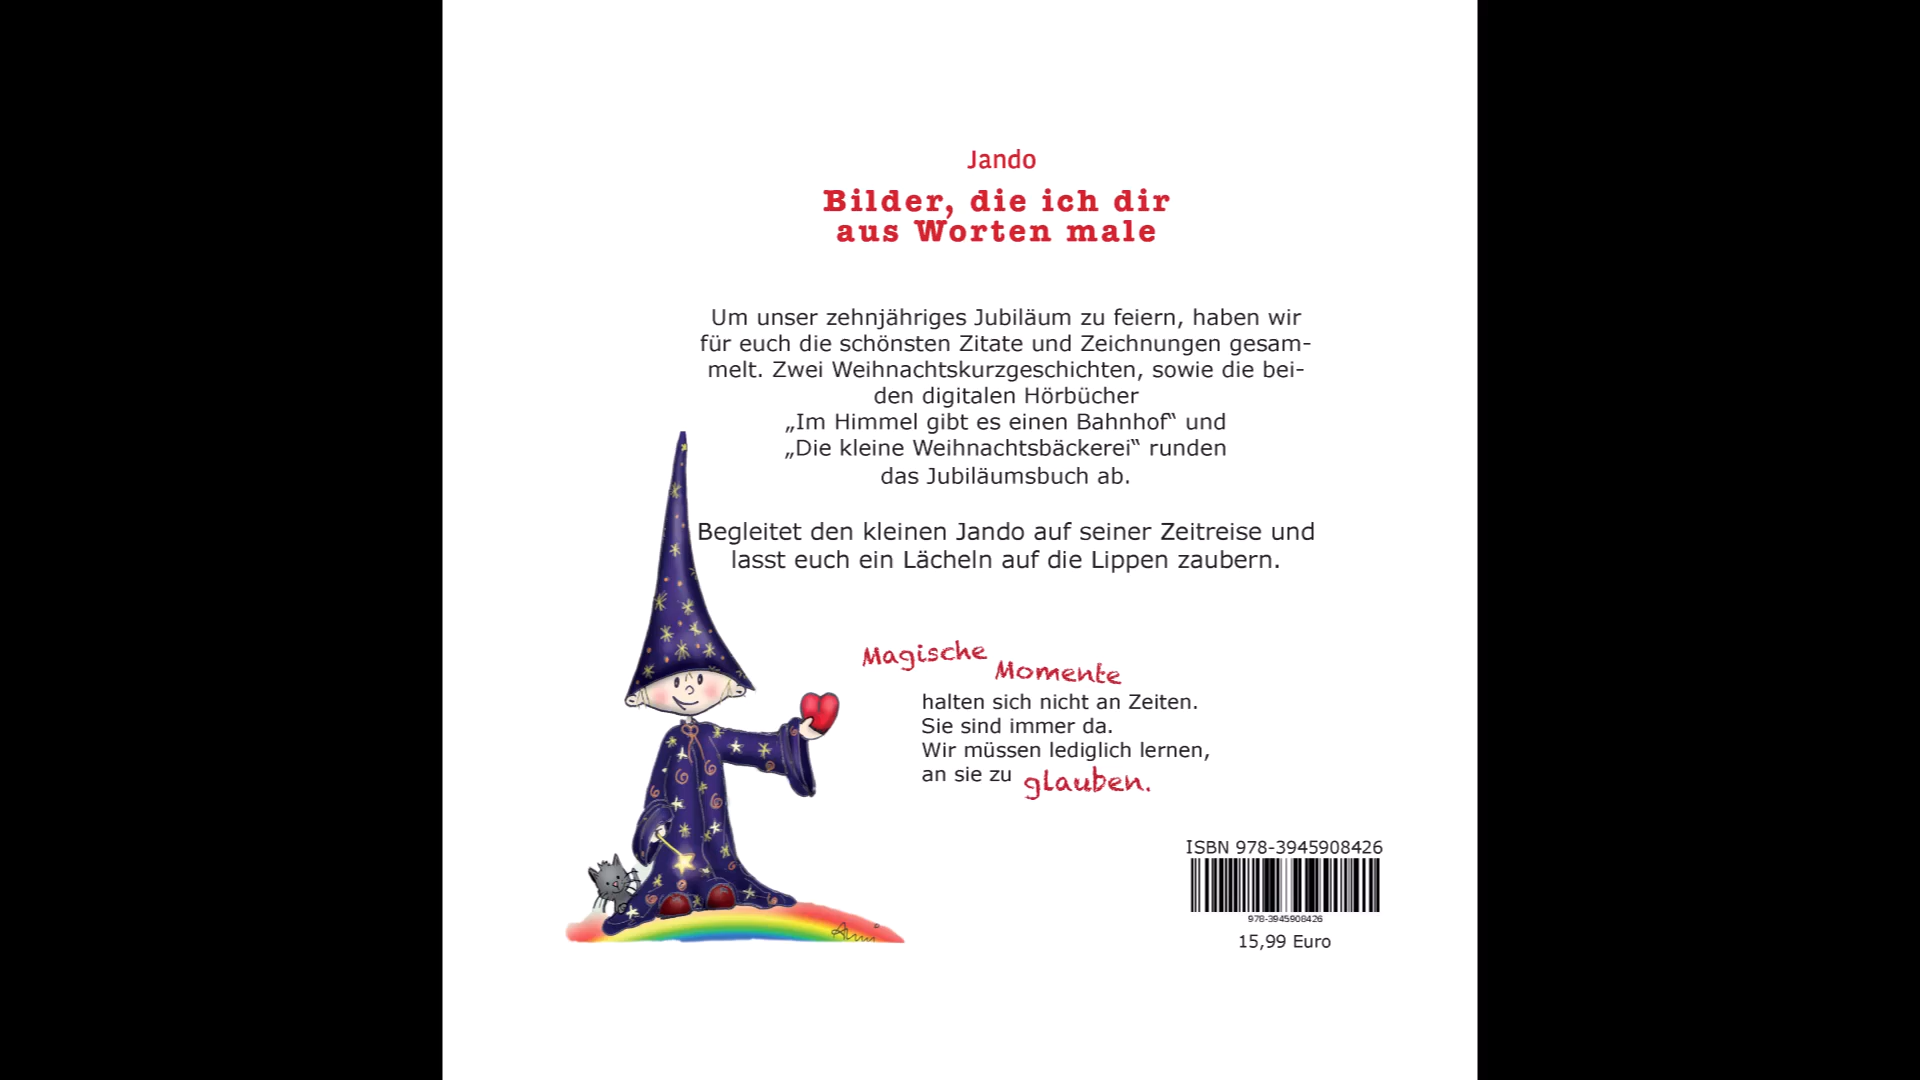 Jando
Bilder, die ich dir
aus Worten male
Um unser zehnjähriges Jubiläum zu feiern, haben wir
für euch die schönsten Zitate und Zeichnungen gesam-
melt. Zwei Weihnachtskurzgeschichten, sowie die bei-
den digitalen Hörbücher
„Im Himmel gibt es einen Bahnhof“ und
„Die kleine Weihnachtsbäckerei“ runden
das Jubiläumsbuch ab.
Begleitet den kleinen Jando auf seiner Zeitreise und
lasst euch ein Lächeln auf die Lippen zaubern.
Magische
Momente
halten sich nicht an Zeiten.
Sie sind immer da.
Wir müssen lediglich lernen,
an sie zu glauben.
ISBN 978-3945908426
978-3945908426
15,99 Euro